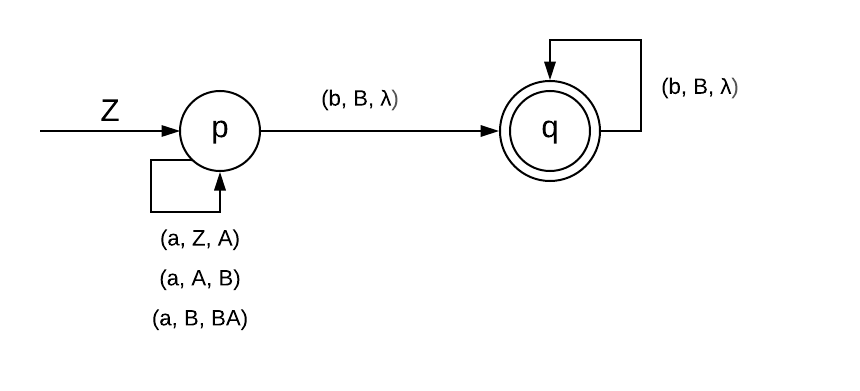 Z
p
(b, B, λ)
q
(b, B, λ)
(a, Z, A)
(a, A, B)
(a, B, BA)